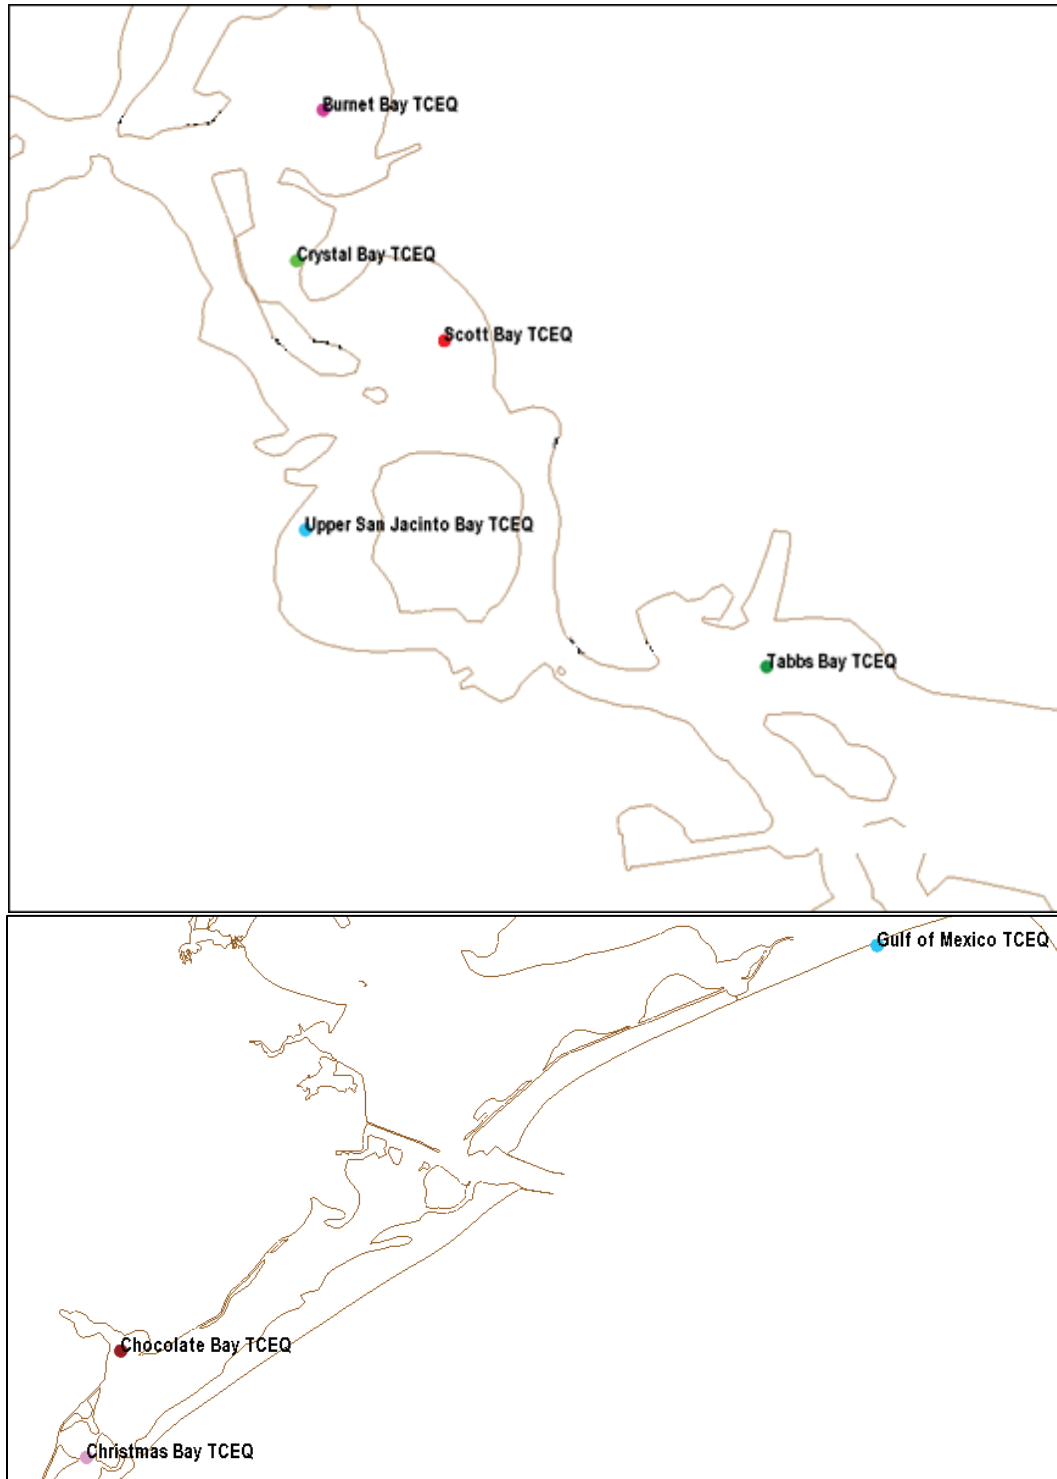 Burnet Bay TCEQ
Crystal Bay TCEQ
Scott Bay TCEQ
Upper San Jacinto Bay TCEQ
Tabbs Bay TCEQ
Gulf of Mexico TCEQ
Chocolate Bay TCEQ
Christmas Bay TCEQ